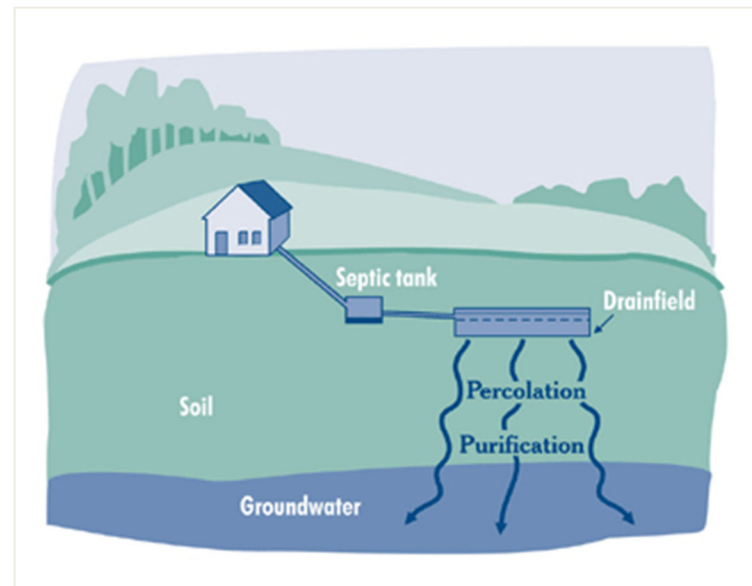 Septic tank
Drainfield
Percolation
Soil
Purification
Groundwater